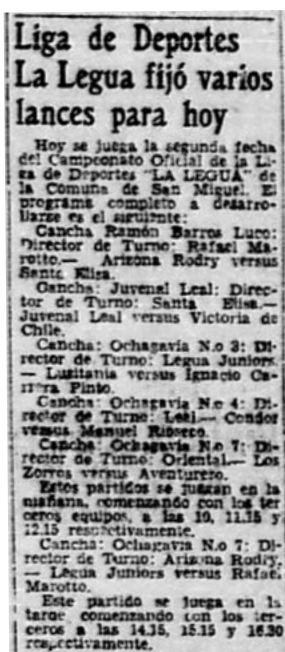 Liga de Deportes
La Legua fijó varios
lances para hoy
Hoy se juega la segunda fecha
del Campeonato Oficial de la Li
ga de Deportes "LA LEGUA" de
la Comuna de San Miguel. El
programa completo a desarro-
llarse es el siguiente:
Cancha Ramón Barros Luco:
Director de Turno: Rafael Ma-
rotto.— Arizona Rodry versus
Santa Elisa.
Cancha: Juvenal Leal: Direc-
tor de Turno: Santa Elisa.—
Juvenal Leal versus Victoria de
Chile.
Cancha: Ochagavía N.o 3: Di-
rector de Turno: Legua Juniors.
— Lusitania versus Ignacio Ca-
rrera Pinto.
Cancha: Ochagavía N.o 4: Di-
rector de Turno: Leal.— Condor
versus Manuel Rioseco.
Cancha: Ochagavía N.o 7: Di-
rector de Turno: Oriental.— Los
Zorros versus Aventurero.
Estos partidos se juegan en la
mañana, comenzando con los ter
ceros equipos, a las 10, 11.15 y
12.15 respectivamente.
Cancha: Ochagavía N.o 7: Di-
rector de Turno: Arizona Rodry.
— Legua Juniors versus Rafael
Marotto.
Este partido se juega en la
tarde comenzando con los ter-
ceros a las 14.15, 15.15 y 16.30
respectivamente.